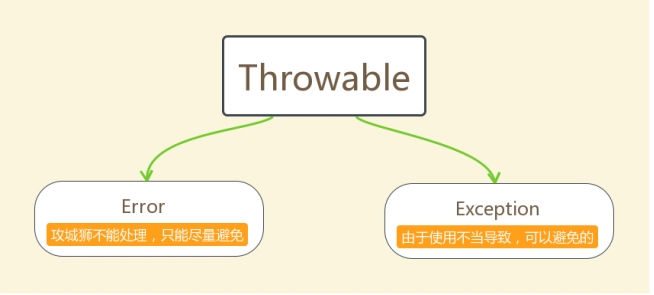 Throwable
Error
攻城狮不能处理，只能尽量避免
Exception
由于使用不当导致，可以避免的